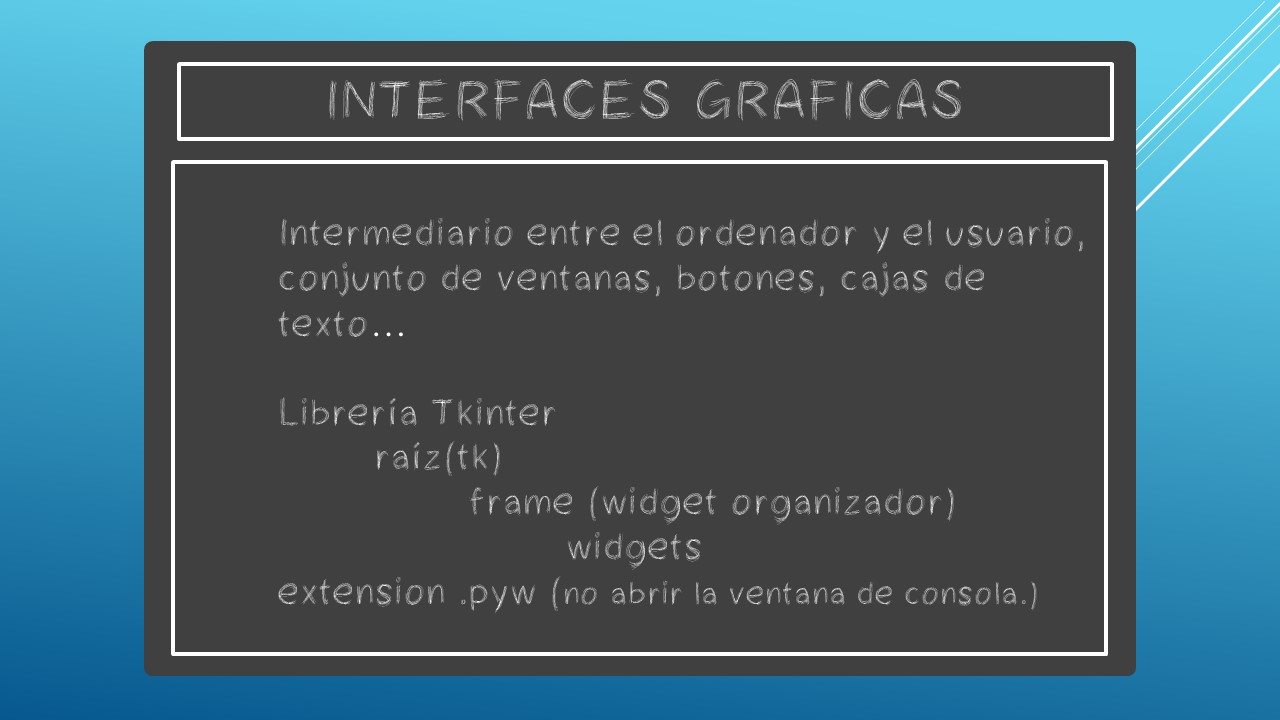 INTERFACES GRAFICAS
Intermediario entre el ordenador y el usuario,
conjunto de ventanas, botones, cajas de
texto...
Librería Tkinter
raíz(tk)
frame (widget organizador)
widgets
extension .pyw (no abrir la ventana de consola.)